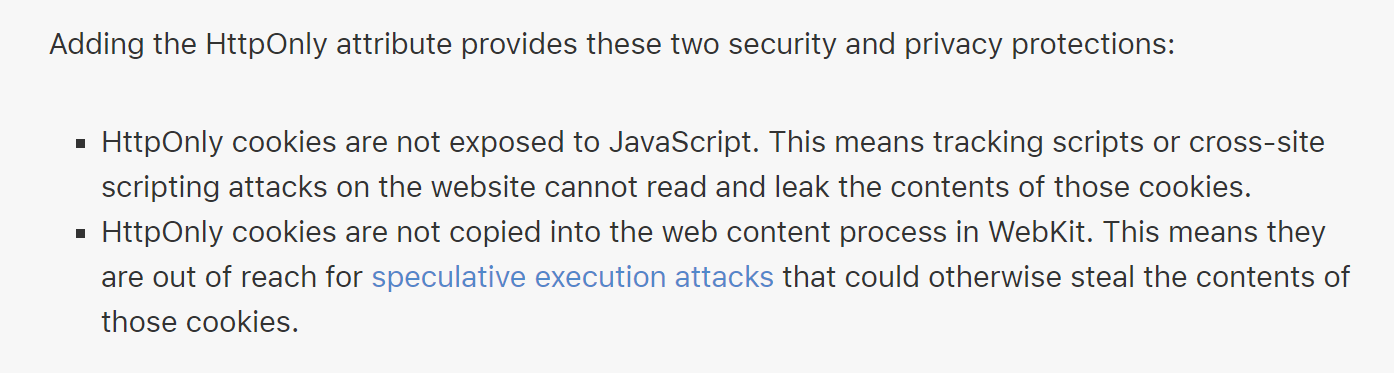 Adding the HttpOnly attribute provides these two security and privacy protections:
▪ HttpOnly cookies are not exposed to JavaScript. This means tracking scripts or cross-site
scripting attacks on the website cannot read and leak the contents of those cookies.
▪ HttpOnly cookies are not copied into the web content process in WebKit. This means they
are out of reach for speculative execution attacks that could otherwise steal the contents of
those cookies.